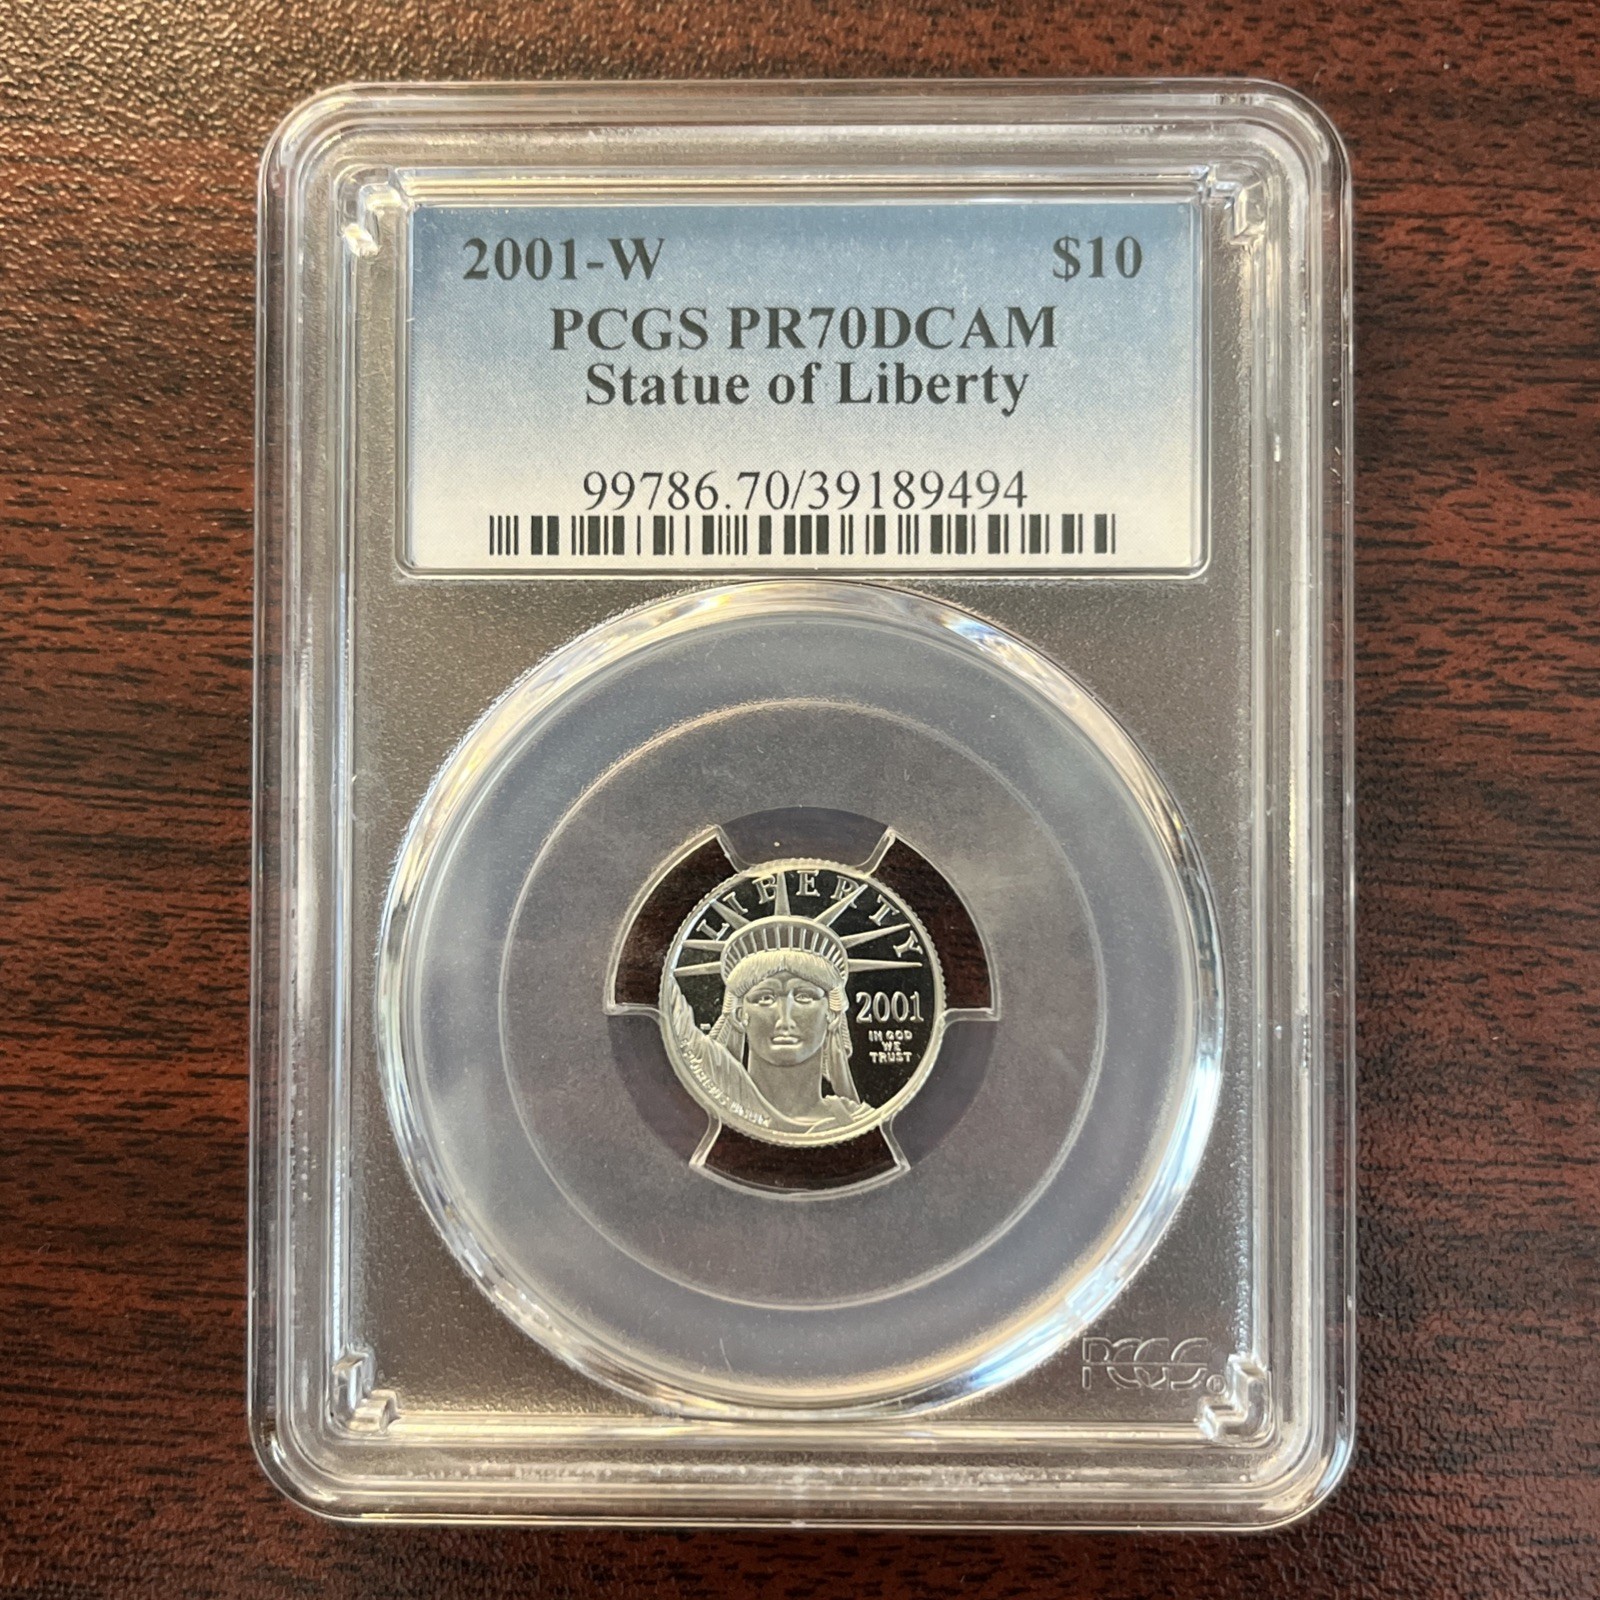 2001-W $10
PCGS PR70DCAM
Statue of Liberty
99786.70/39189494
LIBERTY
2001
IN GOD
WE
TRUST
PCGS